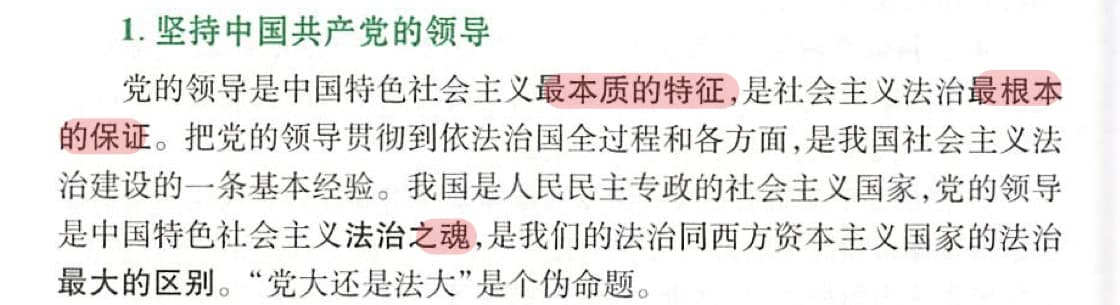 1. 坚持中国共产党的领导
党的领导是中国特色社会主义最本质的特征,是社会主义法治最根本
的保证。把党的领导贯彻到依法治国全过程和各方面,是我国社会主义法
治建设的一条基本经验。我国是人民民主专政的社会主义国家,党的领导
是中国特色社会主义法治之魂,是我们的法治同西方资本主义国家的法治
最大的区别。“党大还是法大”是个伪命题。